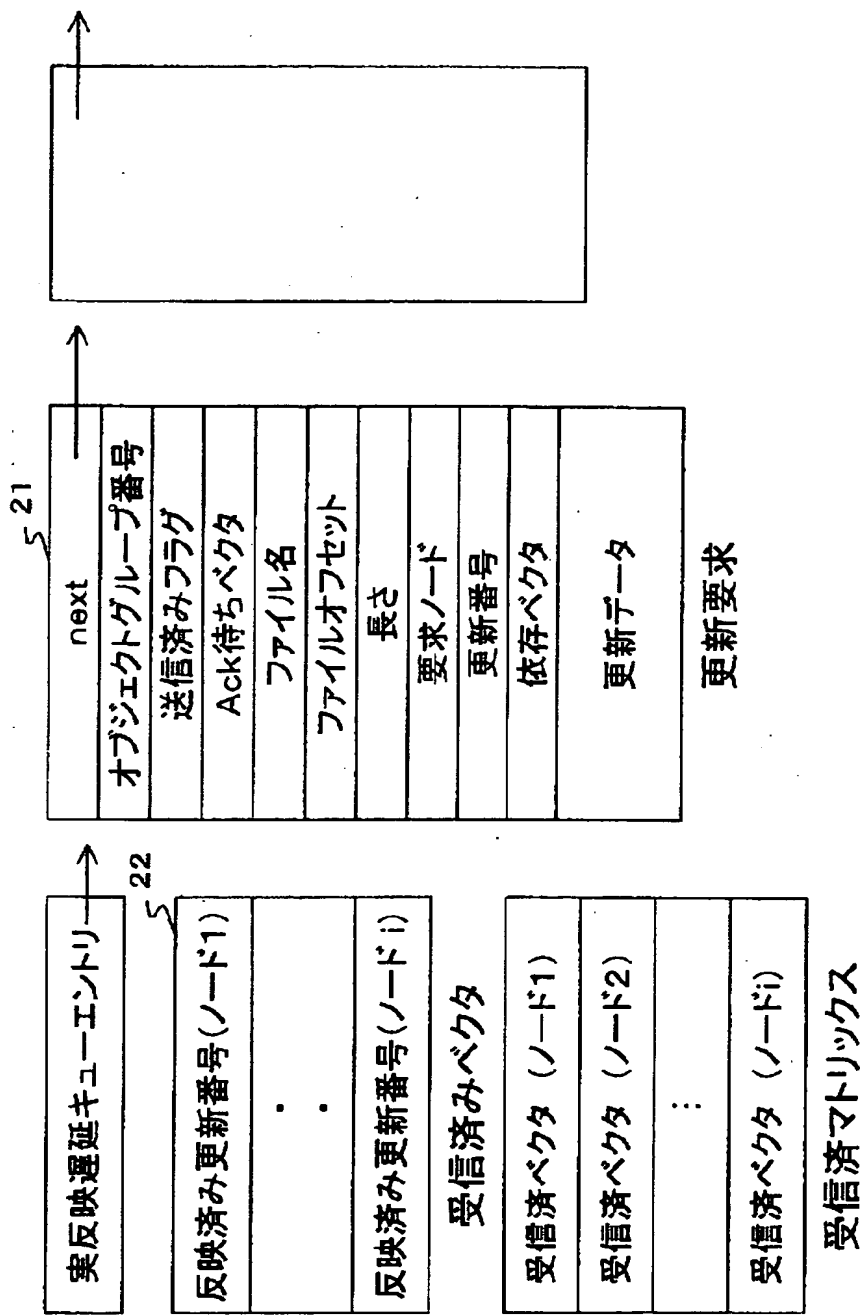 実反映遅延キューエントリー
22
反映済み更新番号(ノード1)
反映済み更新番号(ノードi)
受信済みベクタ
受信済ベクタ(ノード1)
受信済ベクタ(ノード2)
受信済ベクタ(ノードi)
受信済マトリックス
21
next
オブジェクトグループ番号
送信済みフラグ
Ack待ちベクタ
ファイル名
ファイルオフセット
長さ
要求ノード
更新番号
依存ベクタ
更新データ
更新要求